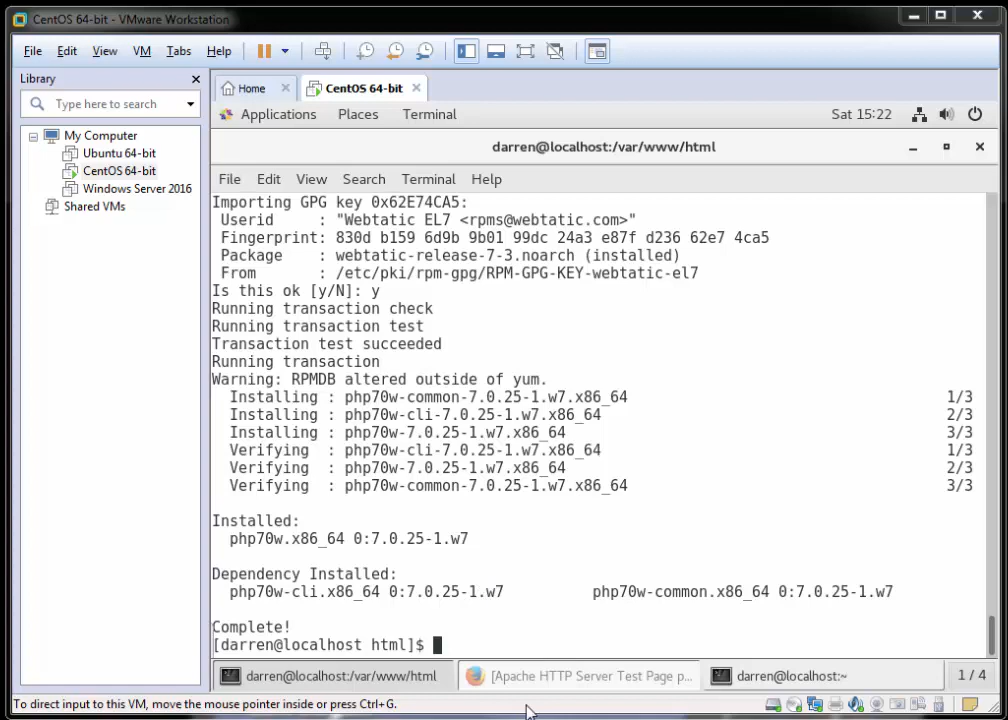 CentOS 64-bit - VMware Workstation
File Edit View VM Tabs Help
Library
Type here to search
My Computer
Ubuntu 64-bit
CentOS 64-bit
Windows Server 2016
Shared VMs
Home
CentOS 64-bit
Applications Places Terminal Sat 15:22
darren@localhost:/var/www/html
File Edit View Search Terminal Help
Importing GPG key 0x62E74CA5:
Userid : "Webtatic EL7 <rpms@webtatic.com>"
Fingerprint: 830d b159 6d9b 9b01 99dc 24a3 e87f d236 62e7 4ca5
Package : webtatic-release-7-3.noarch (installed)
From : /etc/pki/rpm-gpg/RPM-GPG-KEY-webtatic-el7
Is this ok [y/N]: y
Running transaction check
Running transaction test
Transaction test succeeded
Running transaction
Warning: RPMDB altered outside of yum.
Installing : php70w-common-7.0.25-1.w7.x86_64 1/3
Installing : php70w-cli-7.0.25-1.w7.x86_64 2/3
Installing : php70w-7.0.25-1.w7.x86_64 3/3
Verifying : php70w-cli-7.0.25-1.w7.x86_64 1/3
Verifying : php70w-7.0.25-1.w7.x86_64 2/3
Verifying : php70w-common-7.0.25-1.w7.x86_64 3/3
Installed:
php70w.x86_64 0:7.0.25-1.w7
Dependency Installed:
php70w-cli.x86_64 0:7.0.25-1.w7 php70w-common.x86_64 0:7.0.25-1.w7
Complete!
[darren@localhost html]$
darren@localhost:/var/www/html [Apache HTTP Server Test Page p... darren@localhost:~ 1 / 4
To direct input to this VM, move the mouse pointer inside or press Ctrl+G.